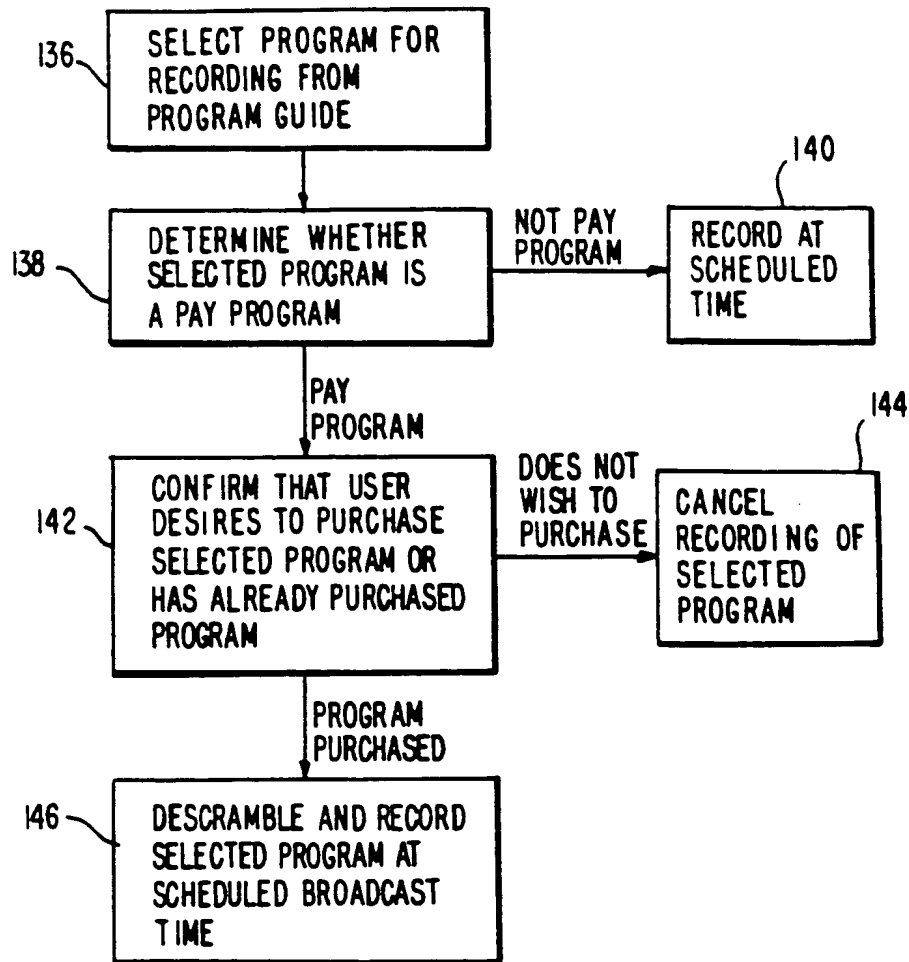 136
SELECT PROGRAM FOR
RECORDING FROM
PROGRAM GUIDE
138
DETERMINE WHETHER
SELECTED PROGRAM IS
A PAY PROGRAM
NOT PAY
PROGRAM
140
RECORD AT
SCHEDULED
TIME
PAY
PROGRAM
142
CONFIRM THAT USER
DESIRES TO PURCHASE
SELECTED PROGRAM OR
HAS ALREADY PURCHASED
PROGRAM
DOES NOT
WISH TO
PURCHASE
144
CANCEL
RECORDING OF
SELECTED
PROGRAM
PROGRAM
PURCHASED
146
DESCRAMBLE AND RECORD
SELECTED PROGRAM AT
SCHEDULED BROADCAST
TIME